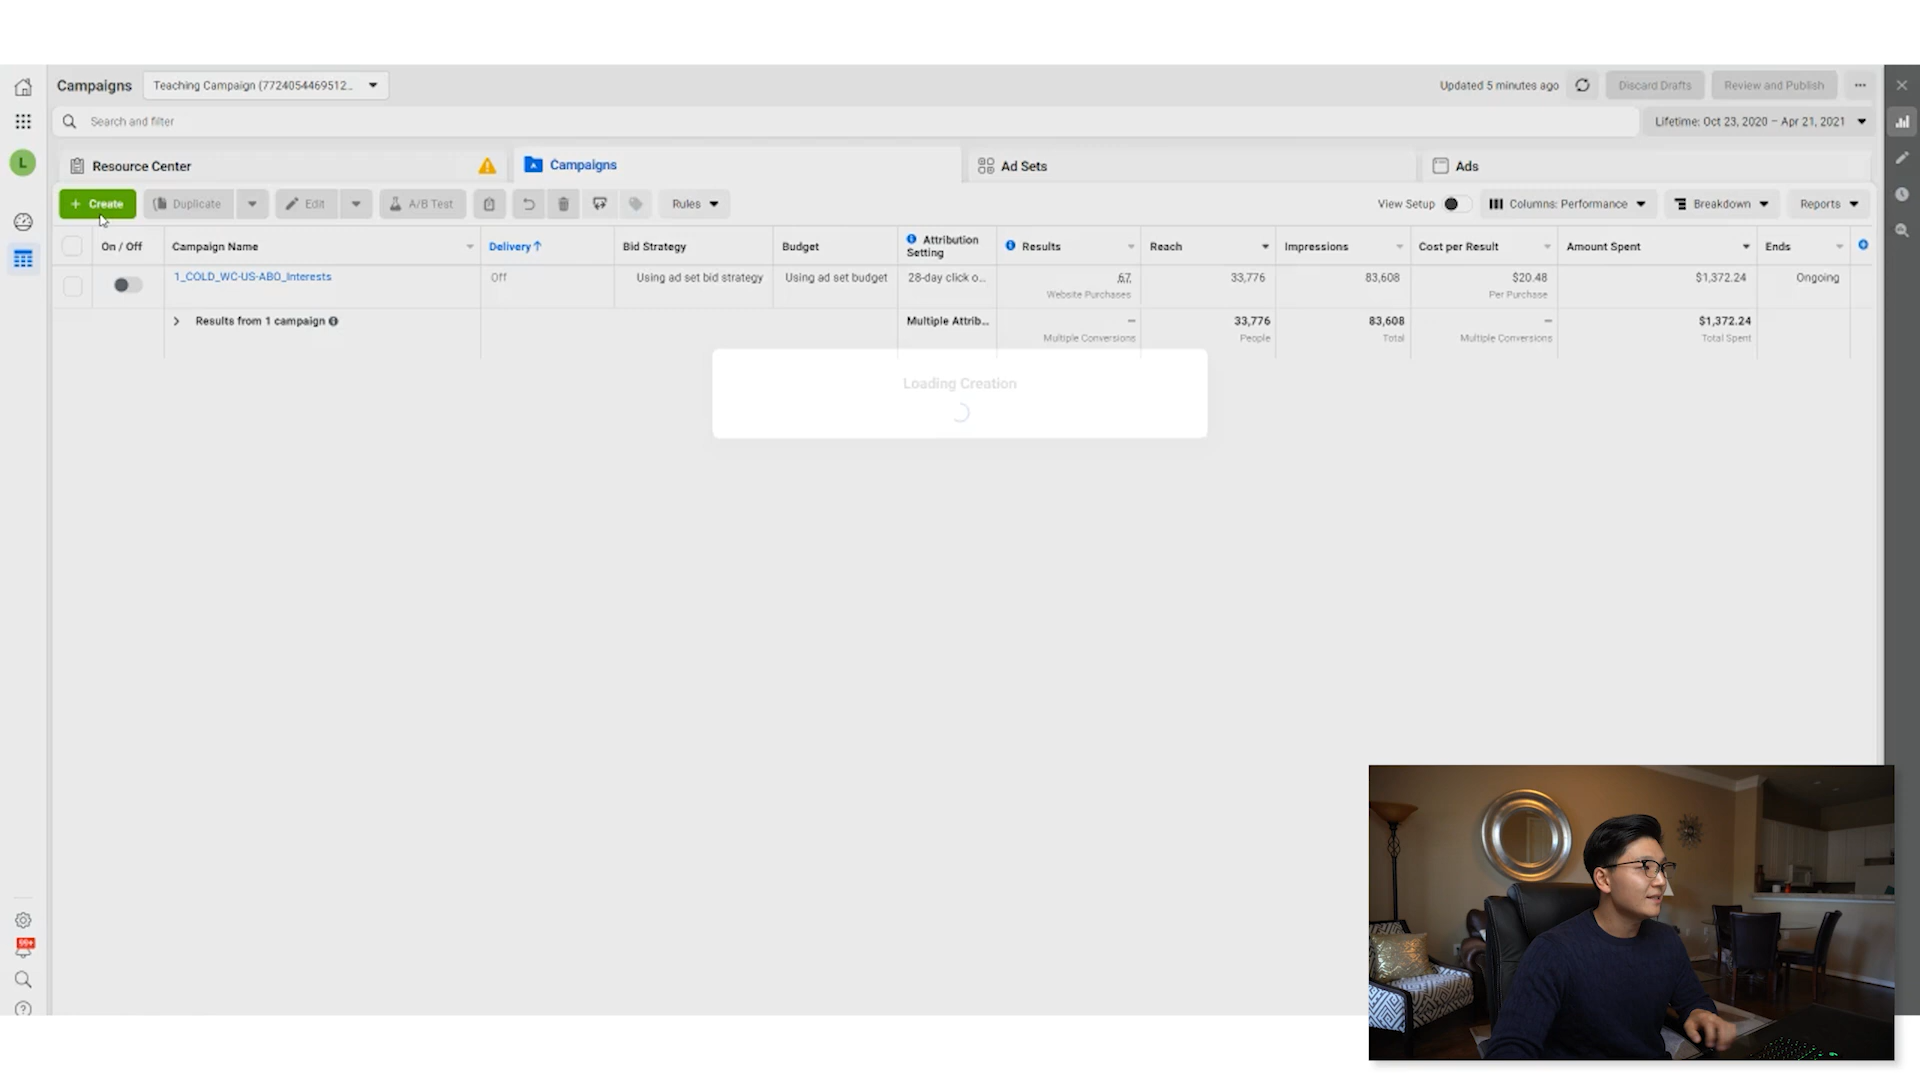 Campaigns
Teaching Campaign (7724054469512...
Updated 5 minutes ago
Discard Drafts
Review and Publish
Search and filter
Lifetime: Oct 23, 2020 – Apr 21, 2021
L
Resource Center
Campaigns
Ad Sets
Ads
+ Create
Duplicate
Edit
A/B Test
Rules
View Setup
Columns: Performance
Breakdown
Reports
On / Off
Campaign Name
Delivery↑
Bid Strategy
Budget
Attribution
Setting
Results
Reach
Impressions
Cost per Result
Amount Spent
Ends
1_COLD_WC-US-ABO_Interests
Off
Using ad set bid strategy
Using ad set budget
28-day click o...
67
Website Purchases
33,776
83,608
$20.48
Per Purchase
$1,372.24
Ongoing
Results from 1 campaign
Multiple Attrib...
—
Multiple Conversions
33,776
People
83,608
Total
—
Multiple Conversions
$1,372.24
Total Spent
Loading Creation
99+